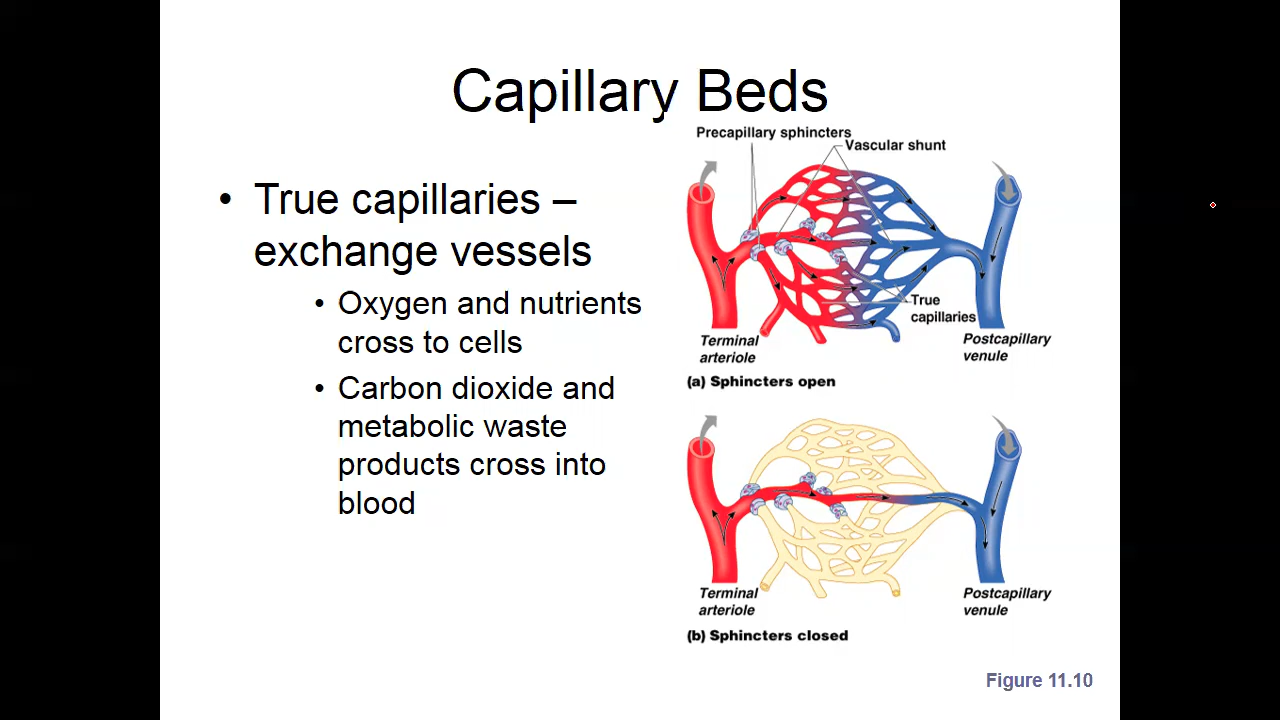 Capillary Beds
• True capillaries –
exchange vessels
• Oxygen and nutrients
cross to cells
• Carbon dioxide and
metabolic waste
products cross into
blood
Precapillary sphincters
Vascular shunt
True
capillaries
Terminal
arteriole
Postcapillary
venule
(a) Sphincters open
Terminal
arteriole
Postcapillary
venule
(b) Sphincters closed
Figure 11.10